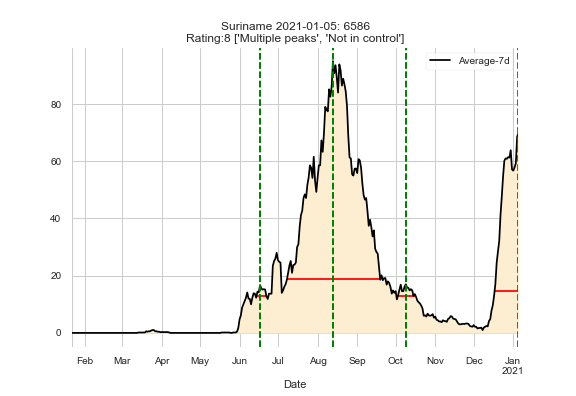 Suriname 2021-01-05: 6586
Rating:8 ['Multiple peaks', 'Not in control']
Average-7d
80
60
40
20
0
Feb Mar Apr May Jun Jul Aug Sep Oct Nov Dec Jan
2021
Date